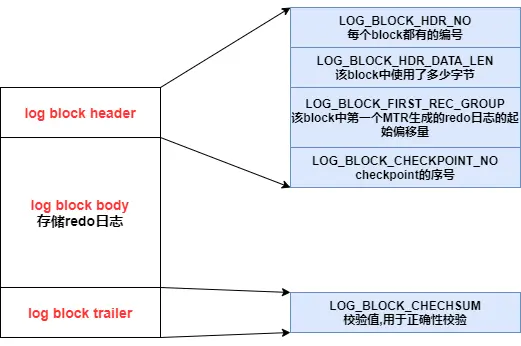 log block header
log block body
存储redo日志
log block trailer
LOG_BLOCK_HDR_NO
每个block都有的编号
LOG_BLOCK_HDR_DATA_LEN
该block中使用了多少字节
LOG_BLOCK_FIRST_REC_GROUP
该block中第一个MTR生成的redo日志的起
始偏移量
LOG_BLOCK_CHECKPOINT_NO
checkpoint的序号
LOG_BLOCK_CHECHSUM
校验值,用于正确性校验